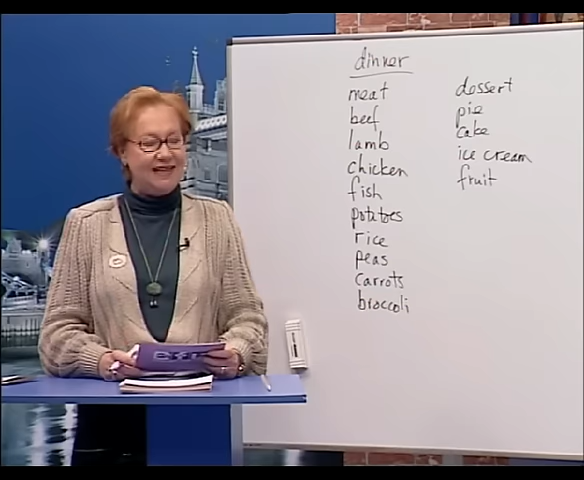 dinner
meat
beef
lamb
chicken
fish
potatoes
rice
peas
carrots
broccoli
dessert
pie
cake
ice cream
fruit